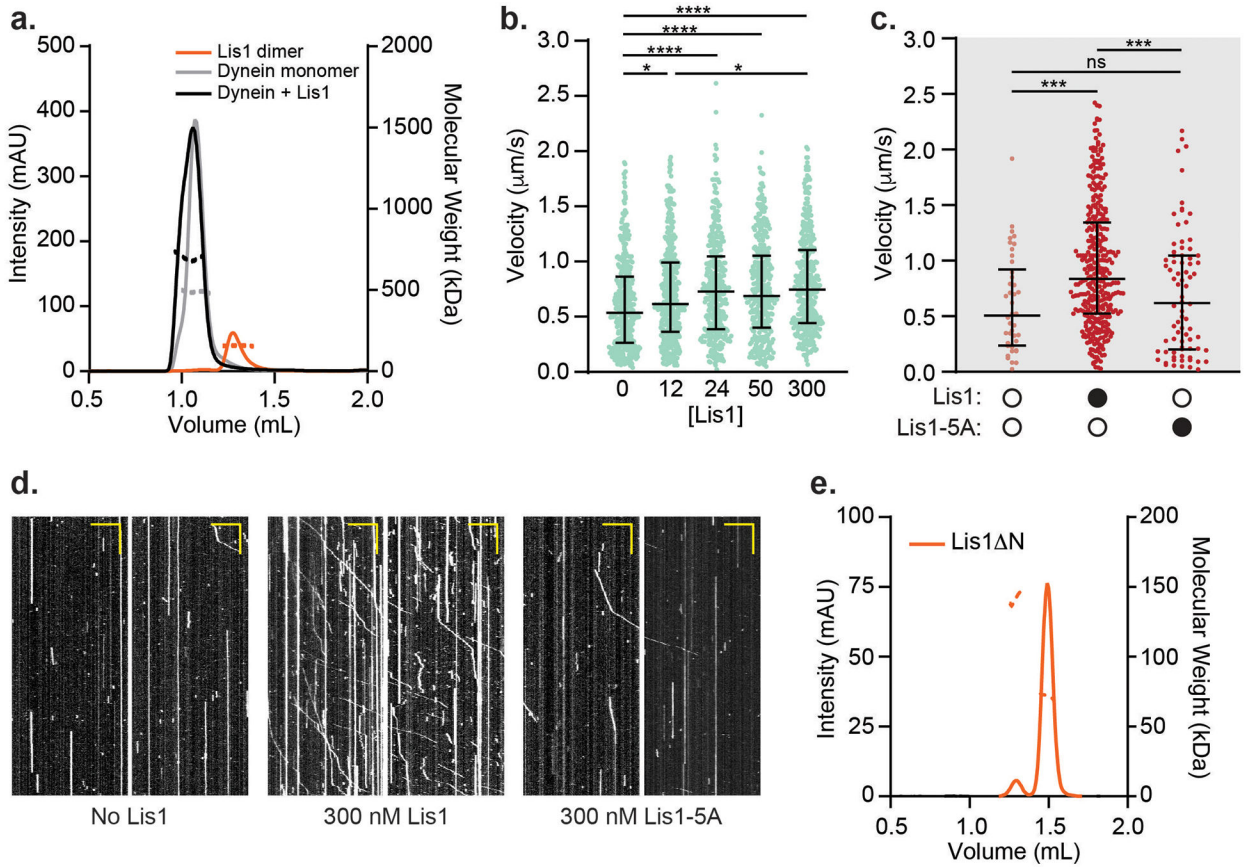 a.
500
400
300
200
100
0
Intensity (mAU)
2000
1500
1000
500
0
Molecular Weight (kDa)
Lis1 dimer
Dynein monomer
Dynein + Lis1
0.5 1.0 1.5 2.0
Volume (mL)
b.
****
****
****
* *
3.0
2.5
2.0
1.5
1.0
0.5
0.0
Velocity (μm/s)
0 12 24 50 300
[Lis1]
c.
***
ns
***
3.0
2.5
2.0
1.5
1.0
0.5
0.0
Velocity (μm/s)
Lis1:
Lis1-5A:
d.
No Lis1
300 nM Lis1
300 nM Lis1-5A
e.
100
75
50
25
0
Intensity (mAU)
200
150
100
50
0
Molecular Weight (kDa)
Lis1ΔN
0.5 1.0 1.5 2.0
Volume (mL)